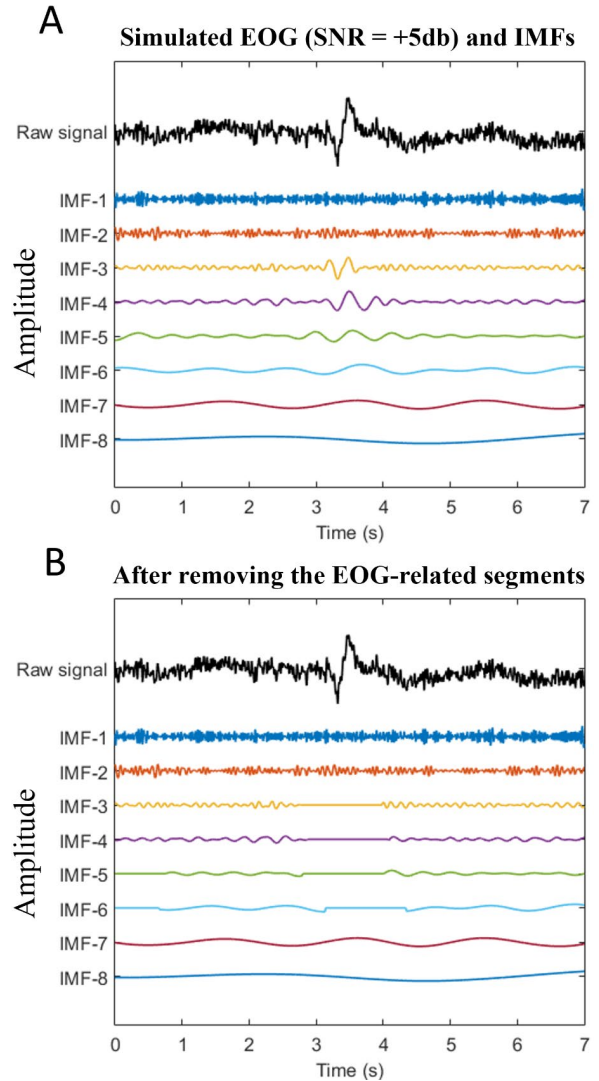 A
Simulated EOG (SNR = +5db) and IMFs
Raw signal
IMF-1
IMF-2
IMF-3
IMF-4
IMF-5
IMF-6
IMF-7
IMF-8
Amplitude
0 1 2 3 4 5 6 7
Time (s)
B
After removing the EOG-related segments
Raw signal
IMF-1
IMF-2
IMF-3
IMF-4
IMF-5
IMF-6
IMF-7
IMF-8
Amplitude
0 1 2 3 4 5 6 7
Time (s)